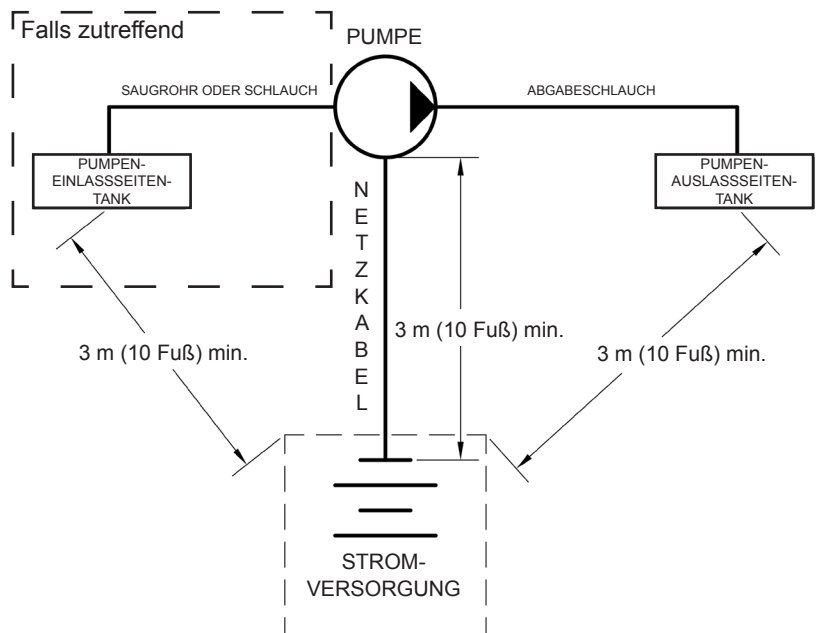 Falls zutreffend
PUMPE
SAUGROHR ODER SCHLAUCH
ABGABESCHLAUCH
PUMPEN-
EINLASSSEITEN-
TANK
PUMPEN-
AUSLASSSEITEN-
TANK
NETZKABEL
3 m (10 Fuß) min.
3 m (10 Fuß) min.
3 m (10 Fuß) min.
STROM-
VERSORGUNG